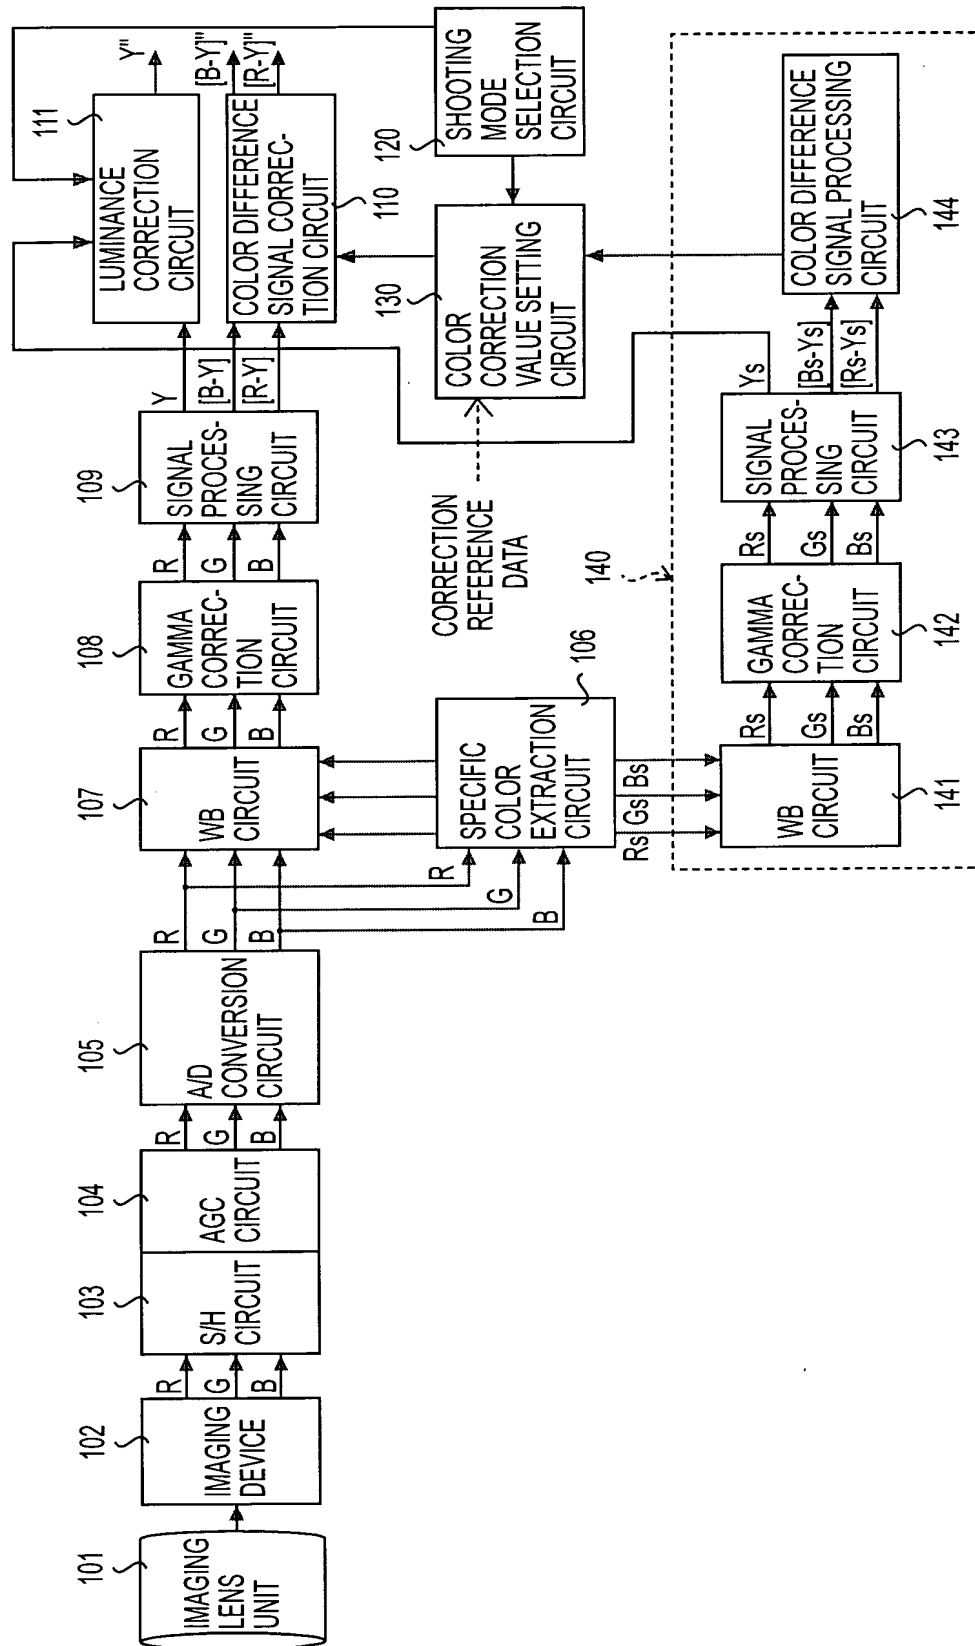 101
IMAGING
LENS
UNIT
102
IMAGING
DEVICE
R
G
B
103
S/H
CIRCUIT
104
AGC
CIRCUIT
R
G
B
105
A/D
CONVERSION
CIRCUIT
R
G
B
R
G
B
107
WB
CIRCUIT
R
G
B
108
GAMMA
CORREC-
TION
CIRCUIT
R
G
B
109
SIGNAL
PROCES-
SING
CIRCUIT
Y
[B-Y]
[R-Y]
111
LUMINANCE
CORRECTION
CIRCUIT
Y"
COLOR DIFFERENCE
SIGNAL CORREC-
TION CIRCUIT
110
[B-Y]"
[R-Y]"
106
SPECIFIC
COLOR
EXTRACTION
CIRCUIT
Rs
Gs
Bs
CORRECTION
REFERENCE
DATA
130
COLOR
CORRECTION
VALUE SETTING
CIRCUIT
120
SHOOTING
MODE
SELECTION
CIRCUIT
140
WB
CIRCUIT
141
Rs
Gs
Bs
GAMMA
CORREC-
TION
CIRCUIT
142
Rs
Gs
Bs
SIGNAL
PROCES-
SING
CIRCUIT
143
Ys
[Bs-Ys]
[Rs-Ys]
COLOR DIFFERENCE
SIGNAL PROCESSING
CIRCUIT
144